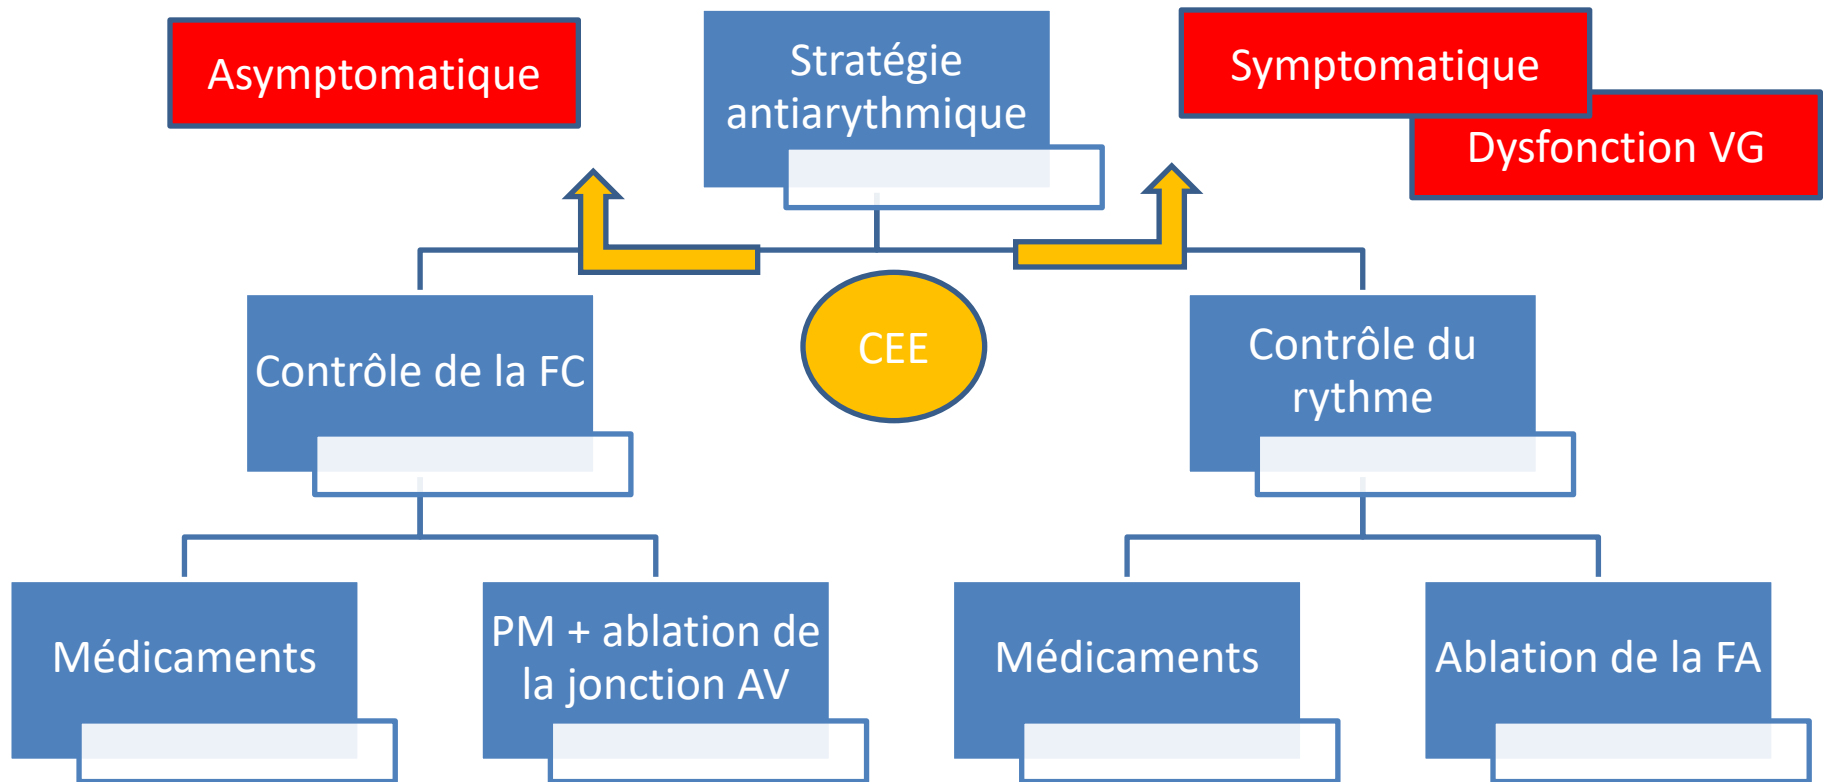 Asymptomatique
Stratégie
antiarythmique
Symptomatique
Dysfonction VG
Contrôle de la FC
CEE
Contrôle du
rythme
Médicaments
PM + ablation de
la jonction AV
Médicaments
Ablation de la FA